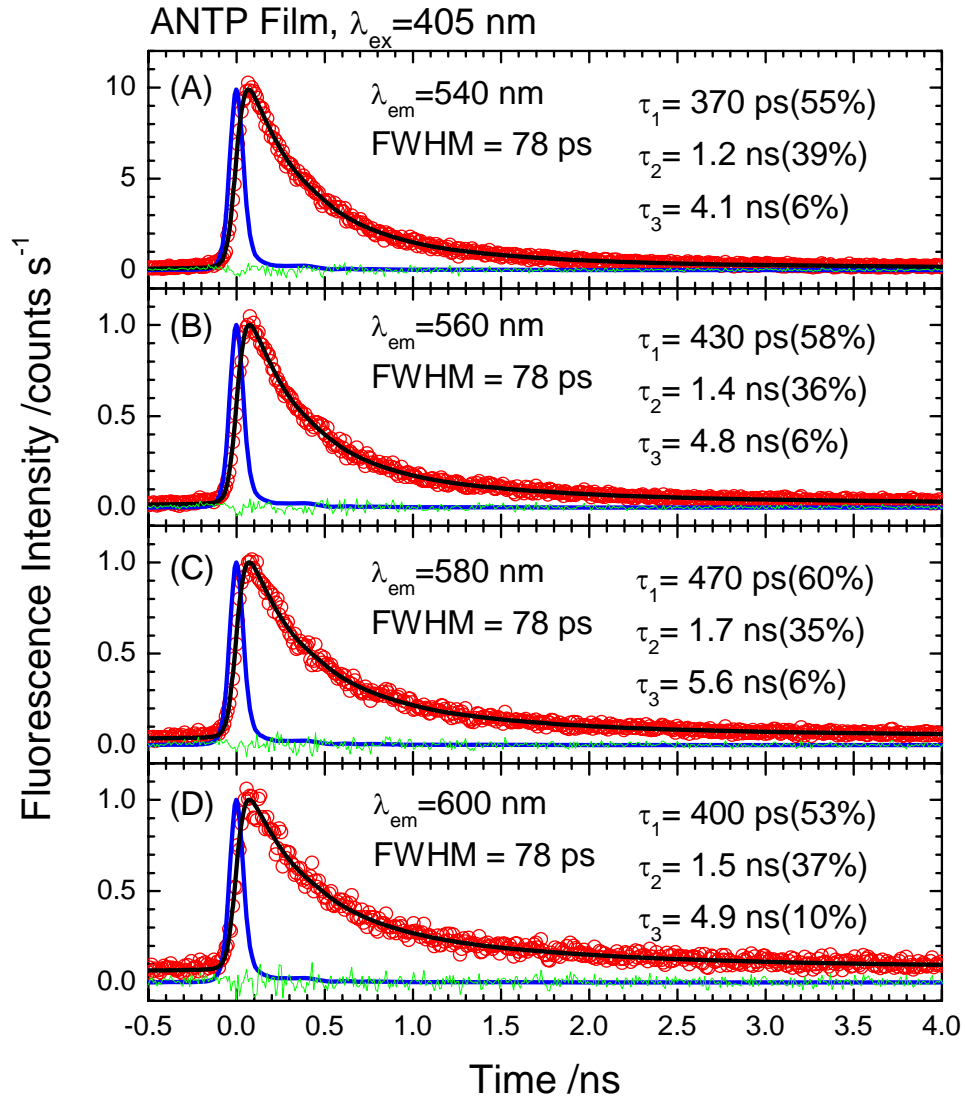 ANTP Film, λex=405 nm
Fluorescence Intensity /counts s-1
(A)
λem=540 nm
FWHM = 78 ps
τ1= 370 ps(55%)
τ2= 1.2 ns(39%)
τ3= 4.1 ns(6%)
10
5
0
(B)
λem=560 nm
FWHM = 78 ps
τ1= 430 ps(58%)
τ2= 1.4 ns(36%)
τ3= 4.8 ns(6%)
1.0
0.5
0.0
(C)
λem=580 nm
FWHM = 78 ps
τ1= 470 ps(60%)
τ2= 1.7 ns(35%)
τ3= 5.6 ns(6%)
1.0
0.5
0.0
(D)
λem=600 nm
FWHM = 78 ps
τ1= 400 ps(53%)
τ2= 1.5 ns(37%)
τ3= 4.9 ns(10%)
1.0
0.5
0.0
-0.5 0.0 0.5 1.0 1.5 2.0 2.5 3.0 3.5 4.0
Time /ns